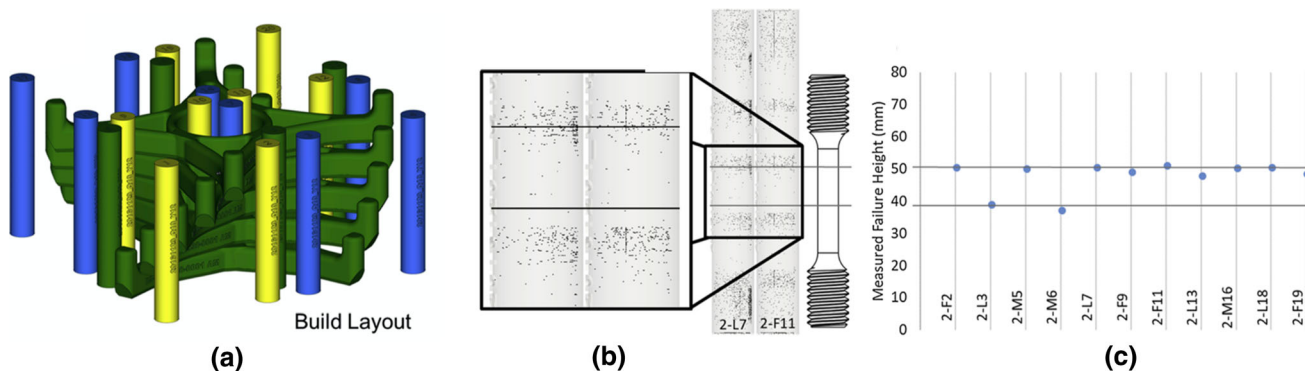 Build Layout
(a)
2-L7
2-F11
(b)
Measured Failure Height (mm)
80
70
60
50
40
30
20
10
0
2-F2
2-L3
2-M5
2-M6
2-L7
2-F9
2-F11
2-L13
2-M16
2-L18
2-F19
(c)